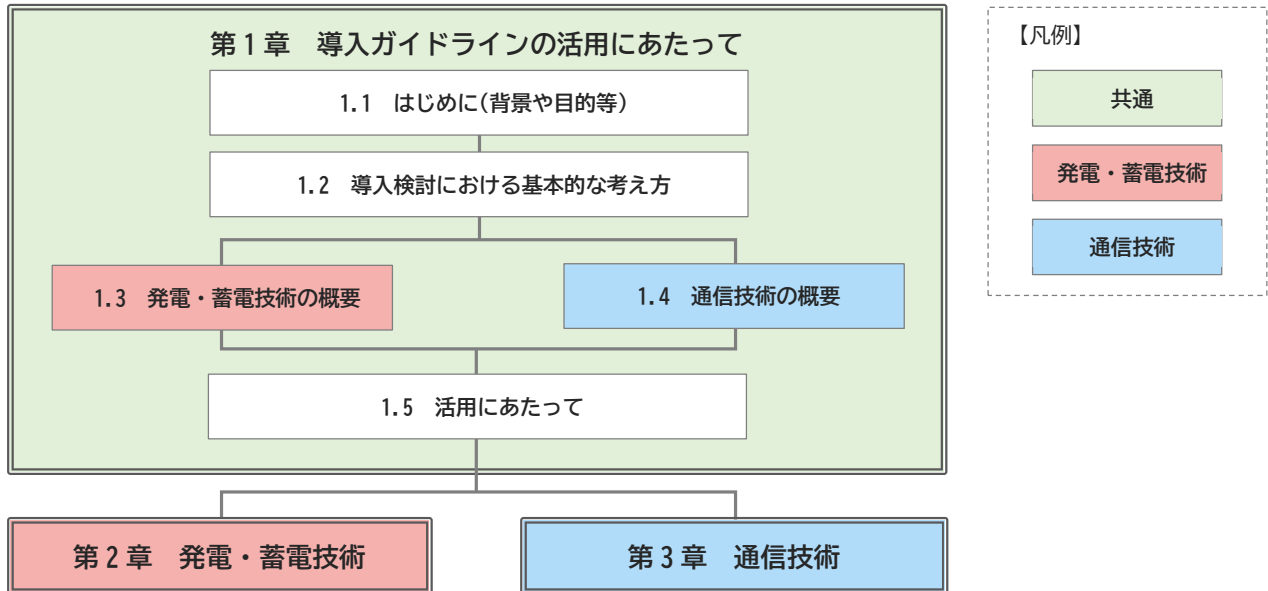 第1章　導入ガイドラインの活用にあたって
1.1　はじめに(背景や目的等)
1.2　導入検討における基本的な考え方
1.3　発電・蓄電技術の概要
1.4　通信技術の概要
1.5　活用にあたって
第2章　発電・蓄電技術
第3章　通信技術
【凡例】
共通
発電・蓄電技術
通信技術